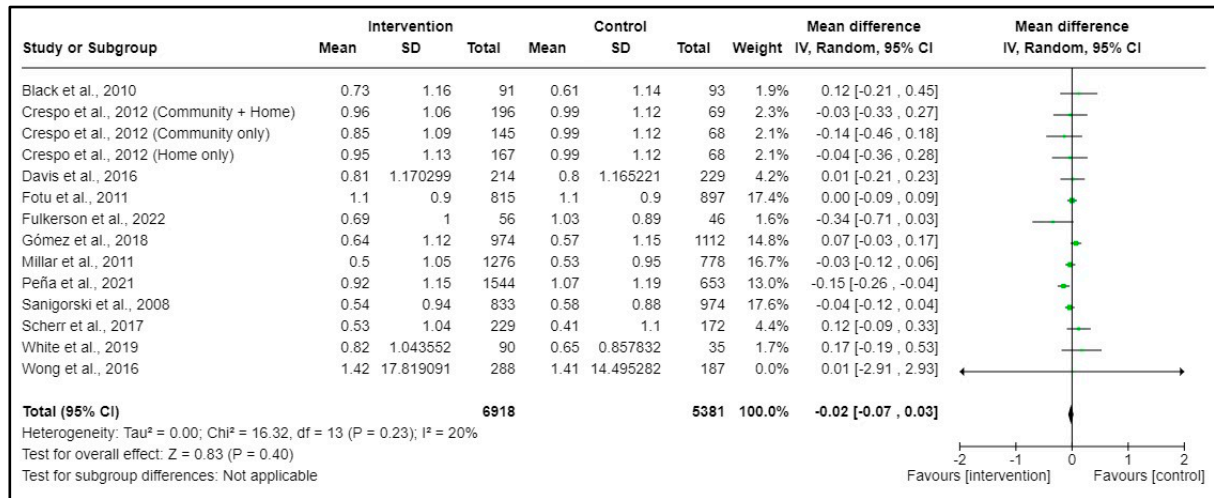 Intervention Control Mean difference Mean difference
Study or Subgroup Mean SD Total Mean SD Total Weight IV, Random, 95% CI IV, Random, 95% CI
Black et al., 2010 0.73 1.16 91 0.61 1.14 93 1.9% 0.12 [-0.21 , 0.45]
Crespo et al., 2012 (Community + Home) 0.96 1.06 196 0.99 1.12 69 2.3% -0.03 [-0.33 , 0.27]
Crespo et al., 2012 (Community only) 0.85 1.09 145 0.99 1.12 68 2.1% -0.14 [-0.46 , 0.18]
Crespo et al., 2012 (Home only) 0.95 1.13 167 0.99 1.12 68 2.1% -0.04 [-0.36 , 0.28]
Davis et al., 2016 0.81 1.170299 214 0.8 1.165221 229 4.0% 0.01 [-0.21 , 0.23]
Fotu et al., 2011 1.1 0.9 815 1.1 0.9 897 17.4% 0.00 [-0.09 , 0.09]
Fulkerson et al., 2022 0.69 1 56 1.03 0.89 46 1.6% -0.34 [-0.71 , 0.03]
Gómez et al., 2018 0.64 1.12 974 0.57 1.15 1112 14.8% 0.07 [-0.03 , 0.17]
Millar et al., 2011 0.5 1.05 1276 0.53 0.95 778 16.7% -0.03 [-0.12 , 0.06]
Peña et al., 2021 0.92 1.15 1544 1.07 1.19 653 13.0% -0.15 [-0.26 , -0.04]
Sanigorski et al., 2008 0.54 0.94 833 0.58 0.88 974 17.6% -0.04 [-0.12 , 0.04]
Scherr et al., 2017 0.53 1.04 229 0.41 1.1 172 4.4% 0.12 [-0.09 , 0.33]
White et al., 2019 0.82 1.043552 90 0.65 0.857832 35 1.7% 0.17 [-0.19 , 0.53]
Wong et al., 2016 1.42 17.819091 288 1.41 14.495282 187 0.0% 0.01 [-2.91 , 2.93]
Total (95% CI) 6918 5381 100.0% -0.02 [-0.07 , 0.03]
Heterogeneity: Tau² = 0.00; Chi² = 16.32, df = 13 (P = 0.23); I² = 20%
Test for overall effect: Z = 0.83 (P = 0.40)
Test for subgroup differences: Not applicable
-2 -1 0 1 2
Favours [intervention] Favours [control]